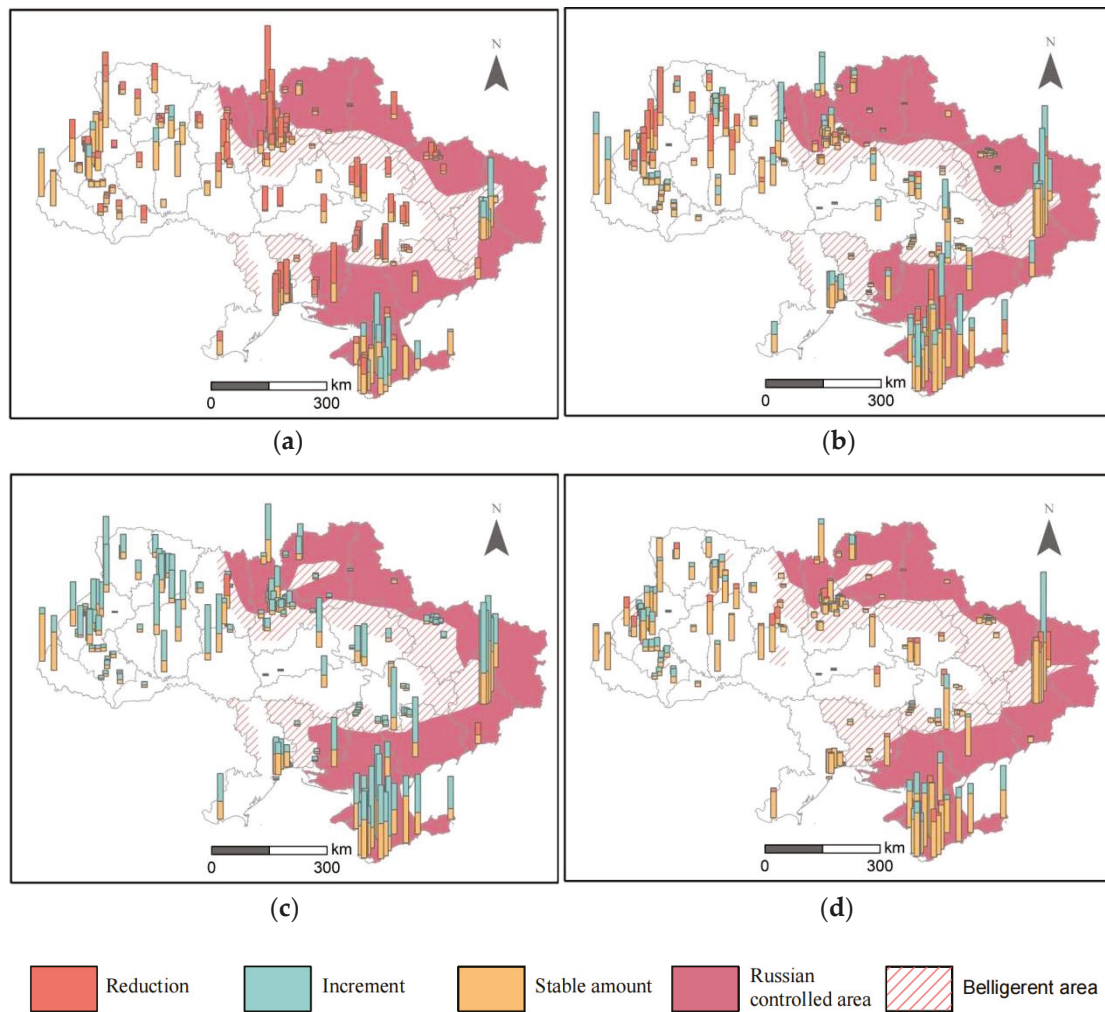 N
km
0 300
(a)
N
km
0 300
(b)
N
km
0 300
(c)
N
km
0 300
(d)
Reduction
Increment
Stable amount
Russian
controlled area
Belligerent area